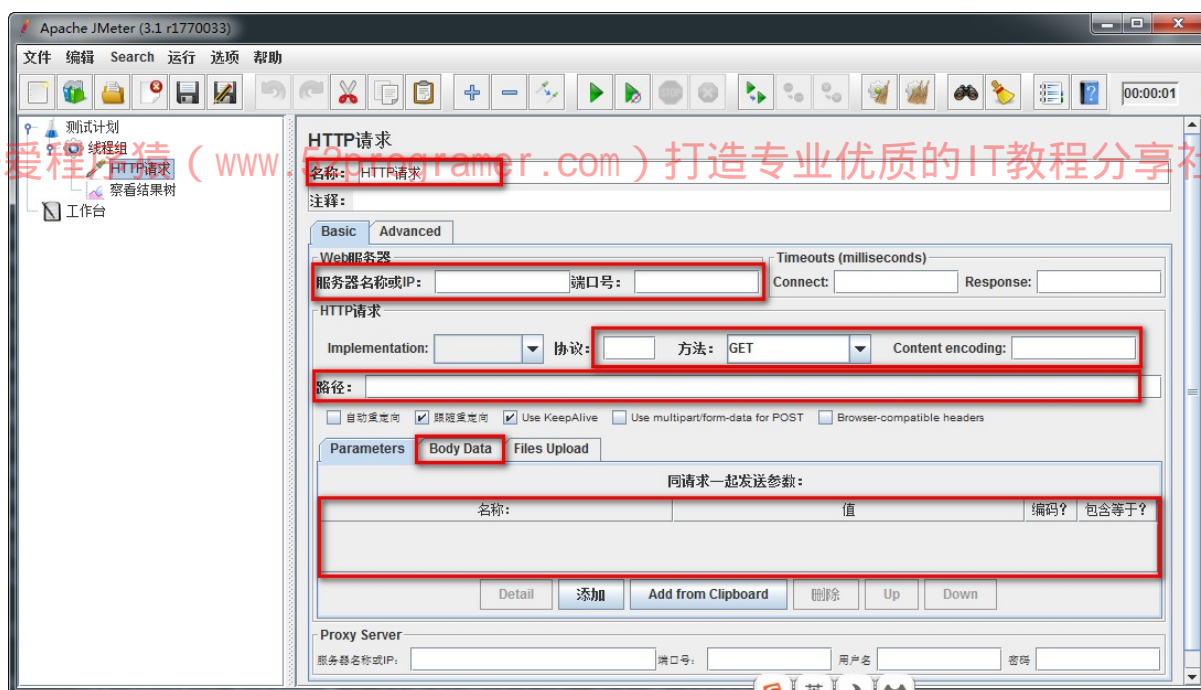 Apache JMeter (3.1 r1770033)
文件 编辑 Search 运行 选项 帮助
00:00:01
测试计划
线程组
HTTP请求
察看结果树
工作台
爱程序猿（www.52programer.com）打造专业优质的IT教程分享社
HTTP请求
名称： HTTP请求
注释：
Basic Advanced
Web服务器 Timeouts (milliseconds)
服务器名称或IP： 端口号： Connect: Response:
HTTP请求
Implementation: 协议： 方法： GET Content encoding:
路径：
自动重定向 跟随重定向 Use KeepAlive Use multipart/form-data for POST Browser-compatible headers
Parameters Body Data Files Upload
同请求一起发送参数：
名称： 值 编码? 包含等于?
Detail 添加 Add from Clipboard 删除 Up Down
Proxy Server
服务器名称或IP： 端口号： 用户名 密码
英